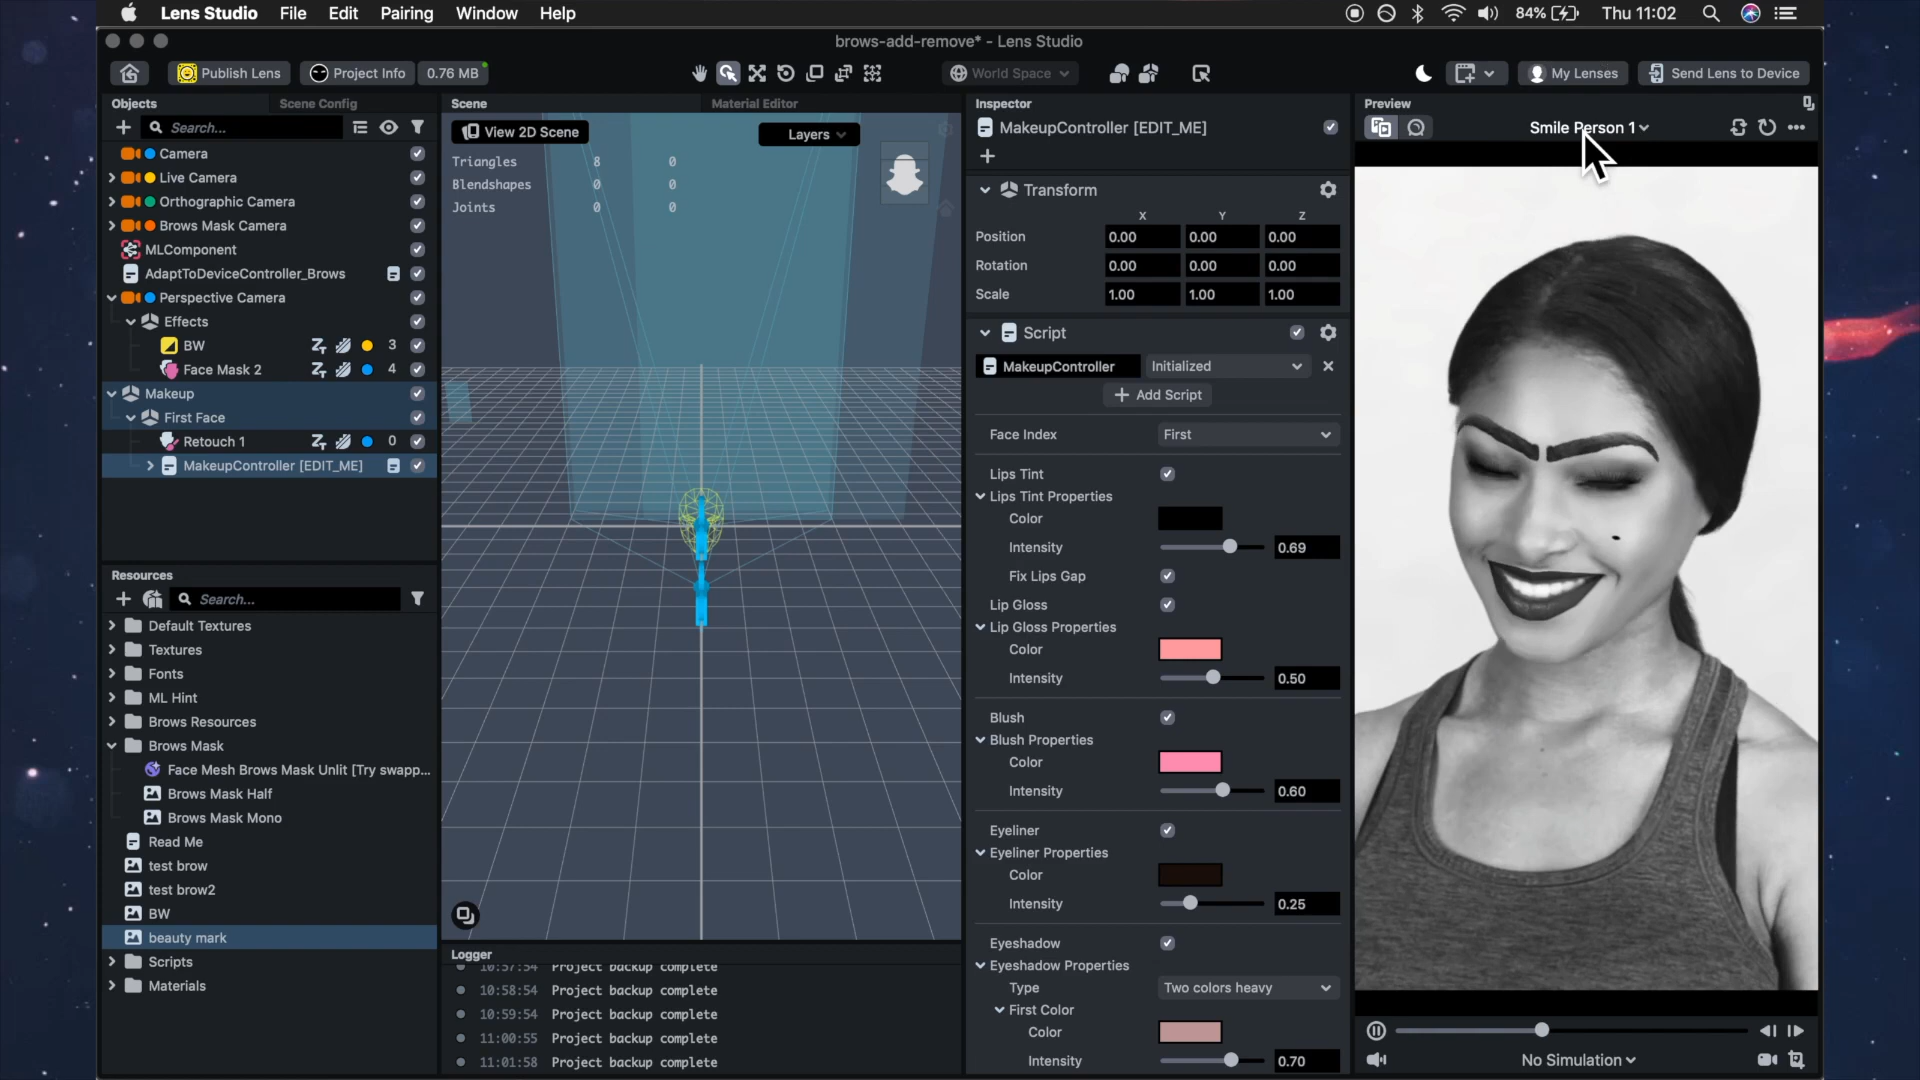 Lens Studio File Edit Pairing Window Help
84% Thu 11:02
brows-add-remove* - Lens Studio
Publish Lens Project Info 0.76 MB
World Space
My Lenses Send Lens to Device
Objects Scene Config
Search...
Camera
Live Camera
Orthographic Camera
Brows Mask Camera
MLComponent
AdaptToDeviceController_Brows
Perspective Camera
Effects
BW 3
Face Mask 2 4
Makeup
First Face
Retouch 1 0
MakeupController [EDIT_ME]
Resources
Search...
Default Textures
Textures
Fonts
ML Hint
Brows Resources
Brows Mask
Face Mesh Brows Mask Unlit [Try swapp...
Brows Mask Half
Brows Mask Mono
Read Me
test brow
test brow2
BW
beauty mark
Scripts
Materials
Scene Material Editor
View 2D Scene Layers
Triangles 8 0
Blendshapes 0 0
Joints 0 0
Logger
10:57:54 Project backup complete
10:58:54 Project backup complete
10:59:54 Project backup complete
11:00:55 Project backup complete
11:01:58 Project backup complete
Inspector
MakeupController [EDIT_ME]
Transform
X Y Z
Position 0.00 0.00 0.00
Rotation 0.00 0.00 0.00
Scale 1.00 1.00 1.00
Script
MakeupController Initialized
Add Script
Face Index First
Lips Tint
Lips Tint Properties
Color
Intensity 0.69
Fix Lips Gap
Lip Gloss
Lip Gloss Properties
Color
Intensity 0.50
Blush
Blush Properties
Color
Intensity 0.60
Eyeliner
Eyeliner Properties
Color
Intensity 0.25
Eyeshadow
Eyeshadow Properties
Type Two colors heavy
First Color
Color
Intensity 0.70
Preview
Smile Person 1
No Simulation